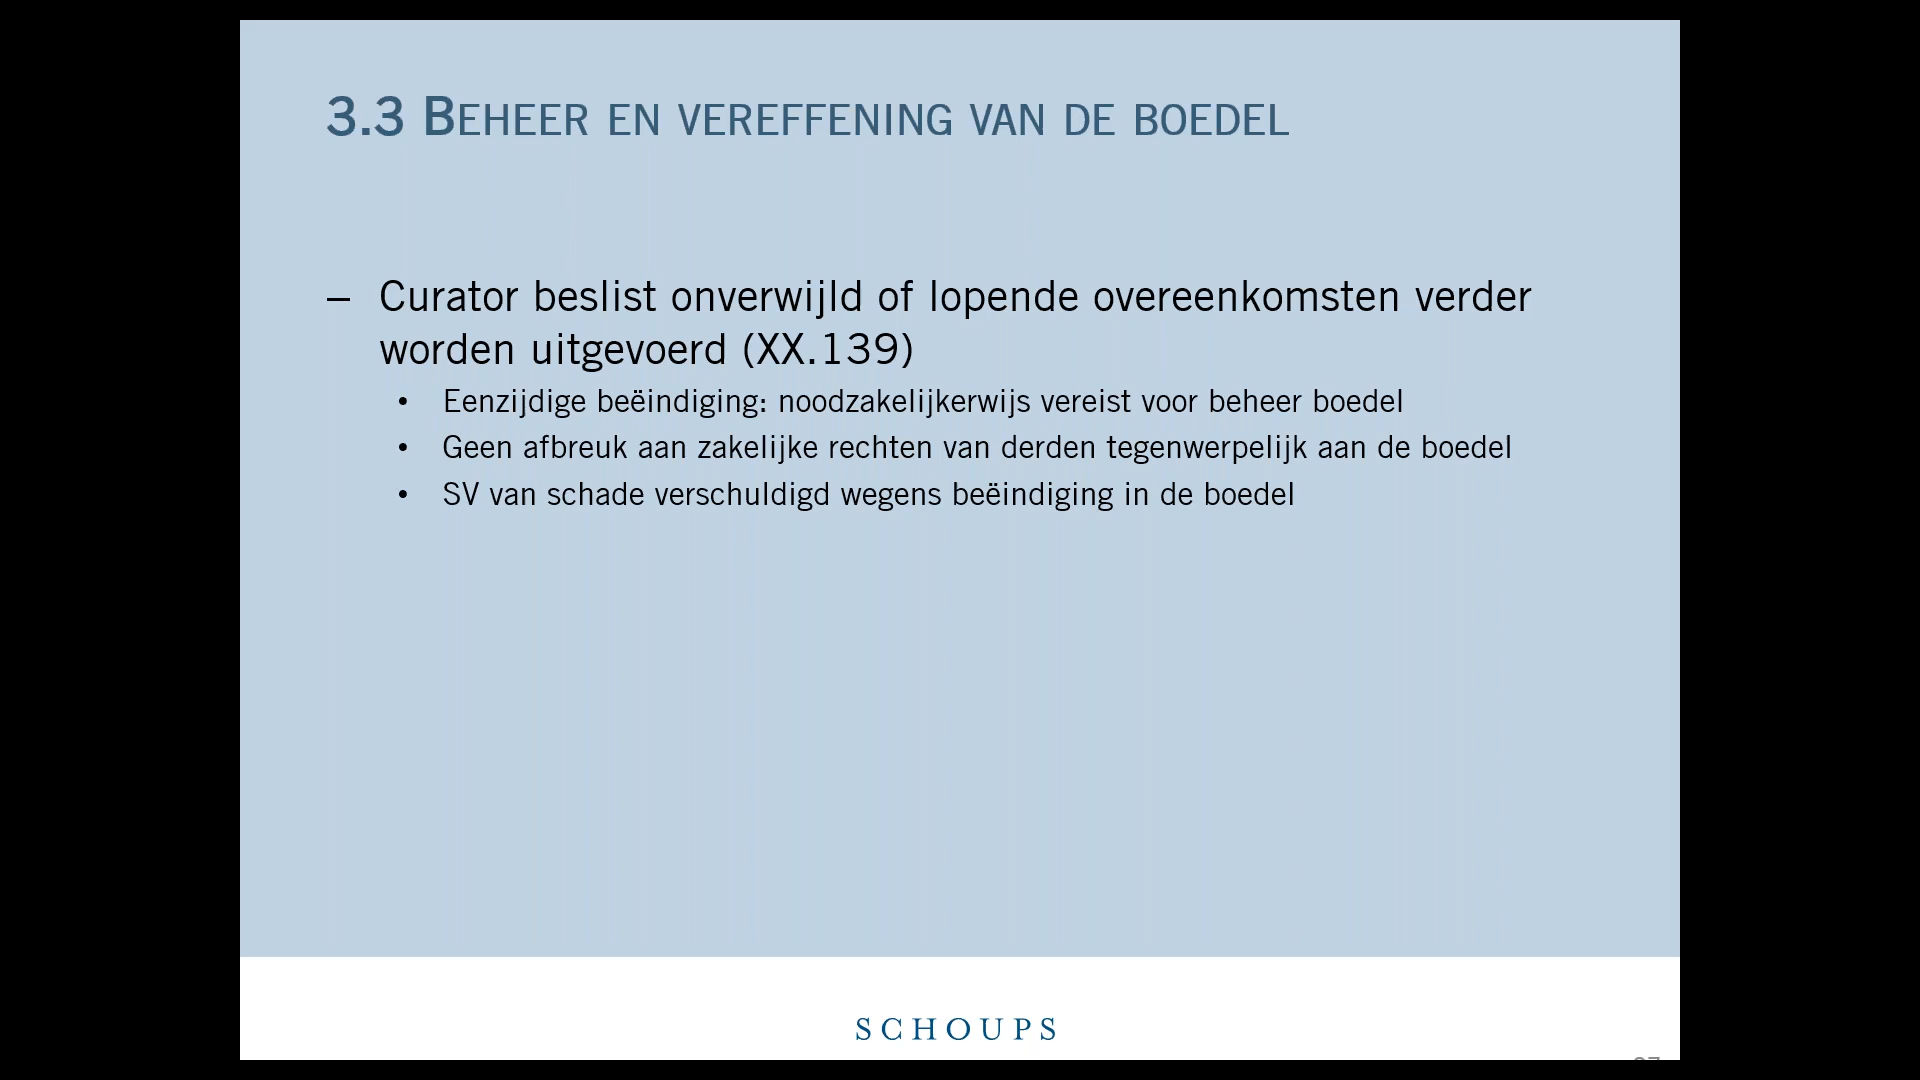 3.3 Beheer en vereffening van de boedel
– Curator beslist onverwijld of lopende overeenkomsten verder
worden uitgevoerd (XX.139)
• Eenzijdige beëindiging: noodzakelijkerwijs vereist voor beheer boedel
• Geen afbreuk aan zakelijke rechten van derden tegenwerpelijk aan de boedel
• SV van schade verschuldigd wegens beëindiging in de boedel
SCHOUPS